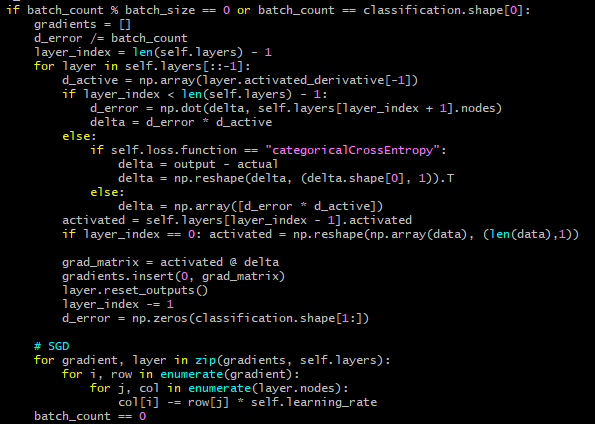 if batch_count % batch_size == 0 or batch_count == classification.shape[0]:
    gradients = []
    d_error /= batch_count
    layer_index = len(self.layers) - 1
    for layer in self.layers[::-1]:
        d_active = np.array(layer.activated_derivative[-1])
        if layer_index < len(self.layers) - 1:
            d_error = np.dot(delta, self.layers[layer_index + 1].nodes)
            delta = d_error * d_active
        else:
            if self.loss.function == "categoricalCrossEntropy":
                delta = output - actual
                delta = np.reshape(delta, (delta.shape[0], 1)).T
            else:
                delta = np.array([d_error * d_active])
        activated = self.layers[layer_index - 1].activated
        if layer_index == 0: activated = np.reshape(np.array(data), (len(data),1))

        grad_matrix = activated @ delta
        gradients.insert(0, grad_matrix)
        layer.reset_outputs()
        layer_index -= 1
        d_error = np.zeros(classification.shape[1:])

    # SGD
    for gradient, layer in zip(gradients, self.layers):
        for i, row in enumerate(gradient):
            for j, col in enumerate(layer.nodes):
                col[i] -= row[j] * self.learning_rate
    batch_count == 0